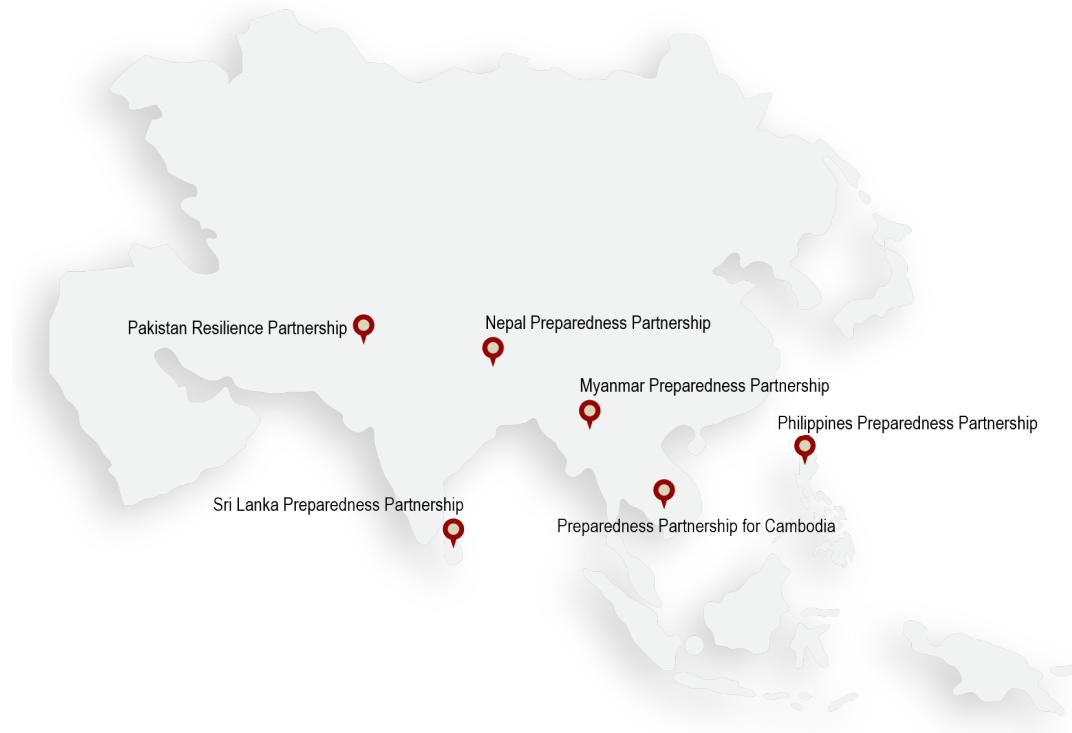 Nepal Preparedness Partnership
Pakistan Resilience Partnership
Myanmar Preparedness Partnership
Philippines Preparedness Partnership
Sri Lanka Preparedness Partnership
Preparedness Partnership for Cambodia